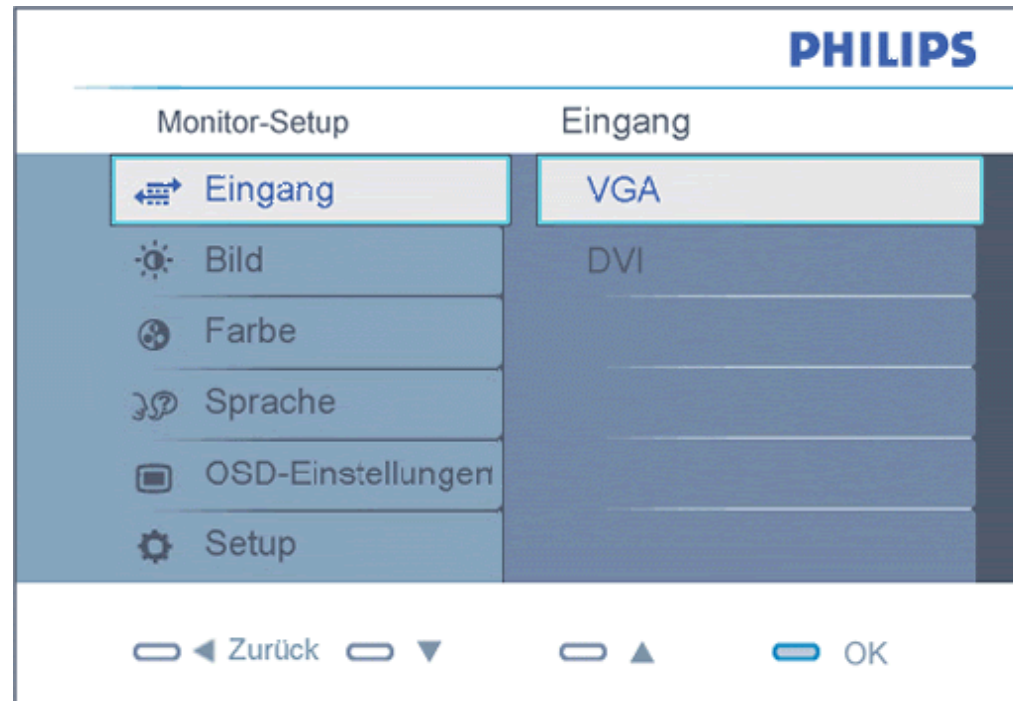 PHILIPS
Monitor-Setup Eingang
Eingang VGA
Bild DVI
Farbe
Sprache
OSD-Einstellungen
Setup
Zurück OK